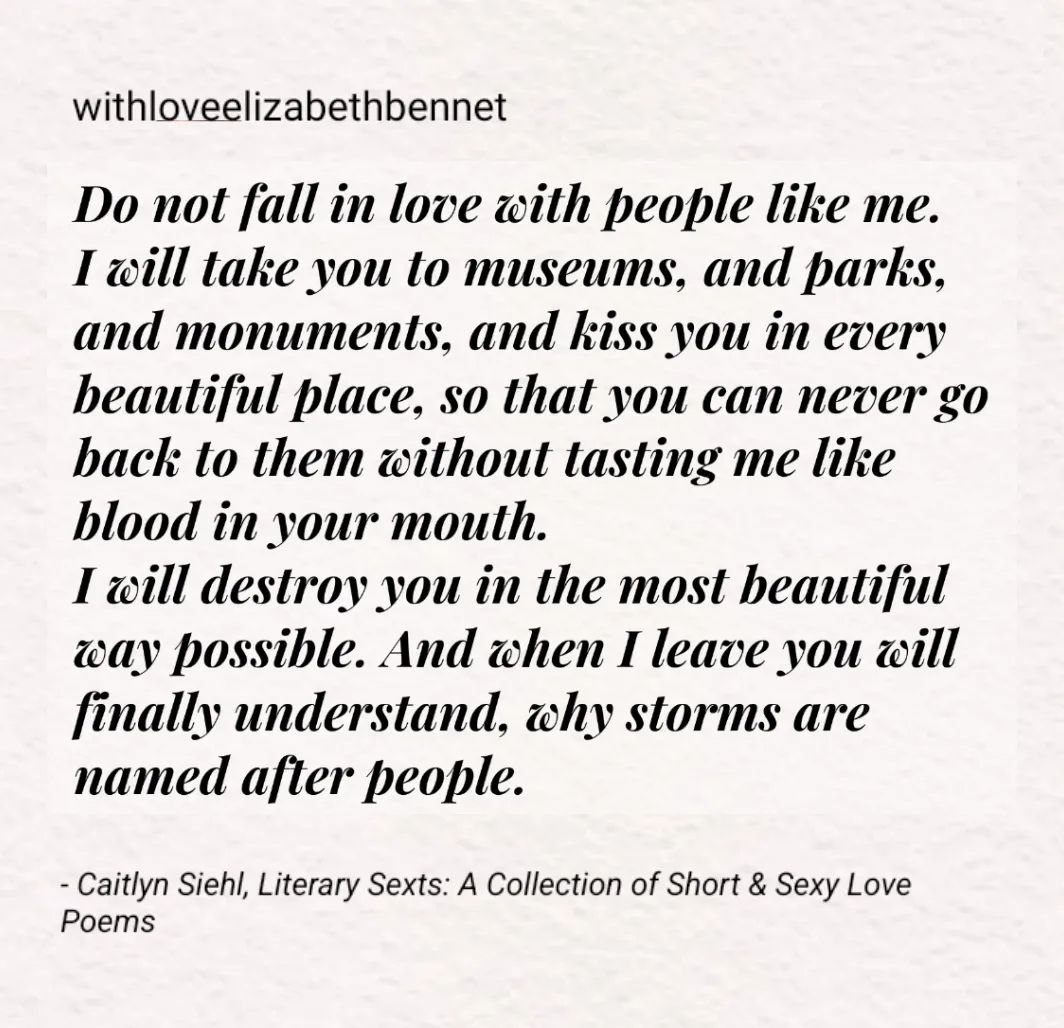 withloveelizabethbennet
Do not fall in love with people like me.
I will take you to museums, and parks,
and monuments, and kiss you in every
beautiful place, so that you can never go
back to them without tasting me like
blood in your mouth.
I will destroy you in the most beautiful
way possible. And when I leave you will
finally understand, why storms are
named after people.
- Caitlyn Siehl, Literary Sexts: A Collection of Short & Sexy Love
Poems